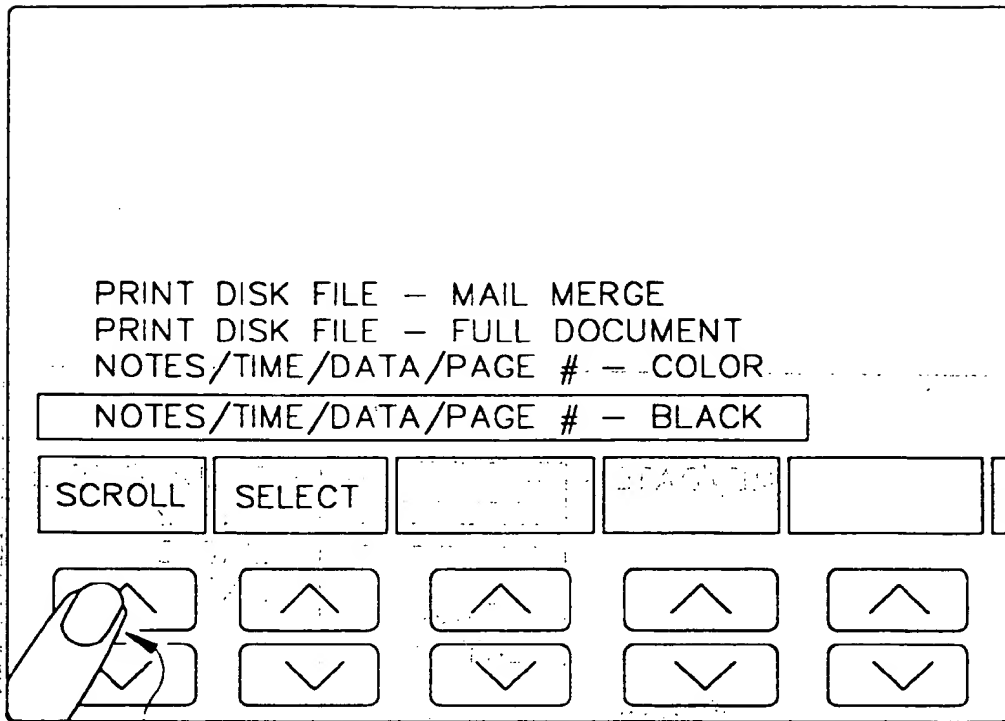 PRINT DISK FILE – MAIL MERGE
PRINT DISK FILE – FULL DOCUMENT
NOTES/TIME/DATA/PAGE # – COLOR
NOTES/TIME/DATA/PAGE # – BLACK
SCROLL SELECT